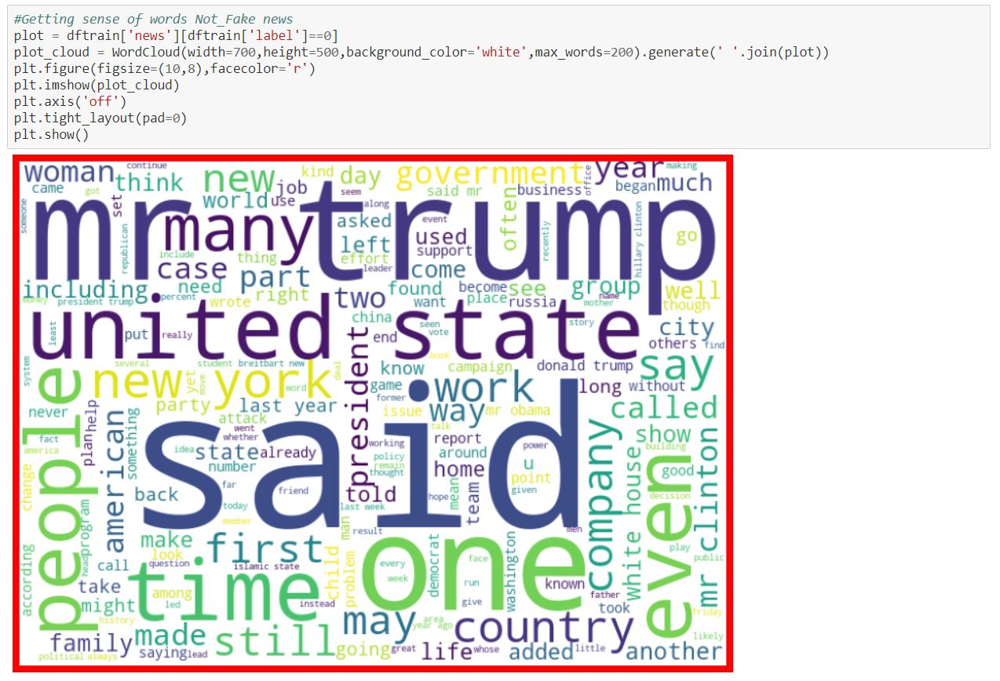 #Getting sense of words Not_Fake news
plot = dftrain['news'][dftrain['label']==0]
plot_cloud = WordCloud(width=700,height=500,background_color='white',max_words=200).generate(' '.join(plot))
plt.figure(figsize=(10,8),facecolor='r')
plt.imshow(plot_cloud)
plt.axis('off')
plt.tight_layout(pad=0)
plt.show()
woman
continue
think
came
got
new
job
kind
day
government
year
making
office
said mr
business
began
much
someone
set
world
use
seem
along
asked
often
mr trump
many
republican
event
used
recently
hillary clinton
go
left
include
thing
effort
support
case
part
leader
come
including
need
found
become
see
group
well
money
president trump
percent
wrote
right
two
want
place
russia
name
mother
though
united state
least
put
really
china
end
seen
vote
story
city
others
find
system
several
student
breitbart new
book
know
campaign
donald trump
say
people
new york
yet
move
word
deal
president
game
former
work
long
without
never
help
party
last year
issue
way
mr obama
called
american
something
attack
said
talk
show
fact
plan
went
whether
report
power
company
building
america
idea
state
already
working
policy
around
u
white house
even
mr clinton
number
remain
thought
home
point
good
change
back
far
friend
told
hope
mean
team
given
decision
today
member
last week
men
program
head
make
look
first
man
result
one
play
public
according
call
question
islamic state
child
problem
every
week
democrat
face
run
washington
known
take
among
time
instead
give
father
might
led
history
may
area
year ago
country
took
friday
likely
family
made
saying
lead
still
going
great
life
whose
added
little
another
political
always